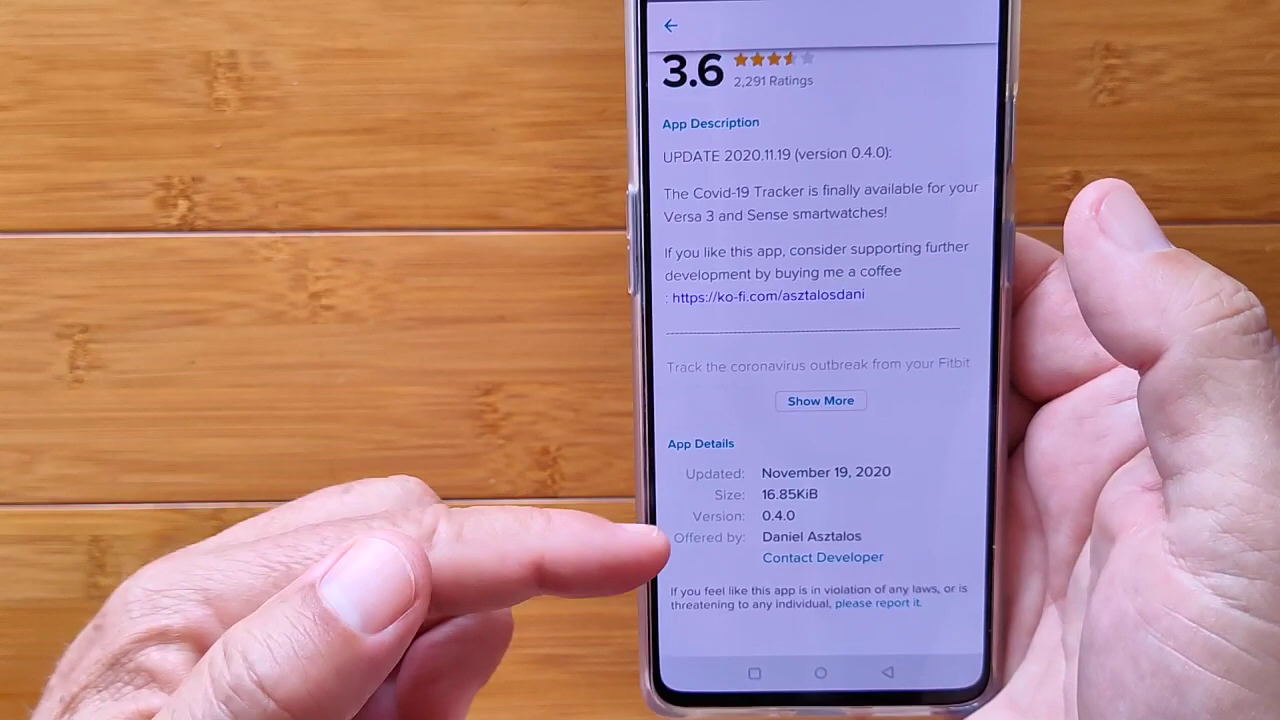 3.6
2,291 Ratings
App Description
UPDATE 2020.11.19 (version 0.4.0):
The Covid-19 Tracker is finally available for your
Versa 3 and Sense smartwatches!
If you like this app, consider supporting further
development by buying me a coffee
: https://ko-fi.com/asztalosdani
Track the coronavirus outbreak from your Fitbit
Show More
App Details
Updated: November 19, 2020
Size: 16.85KiB
Version: 0.4.0
Offered by: Daniel Asztalos
Contact Developer
If you feel like this app is in violation of any laws, or is
threatening to any individual, please report it.